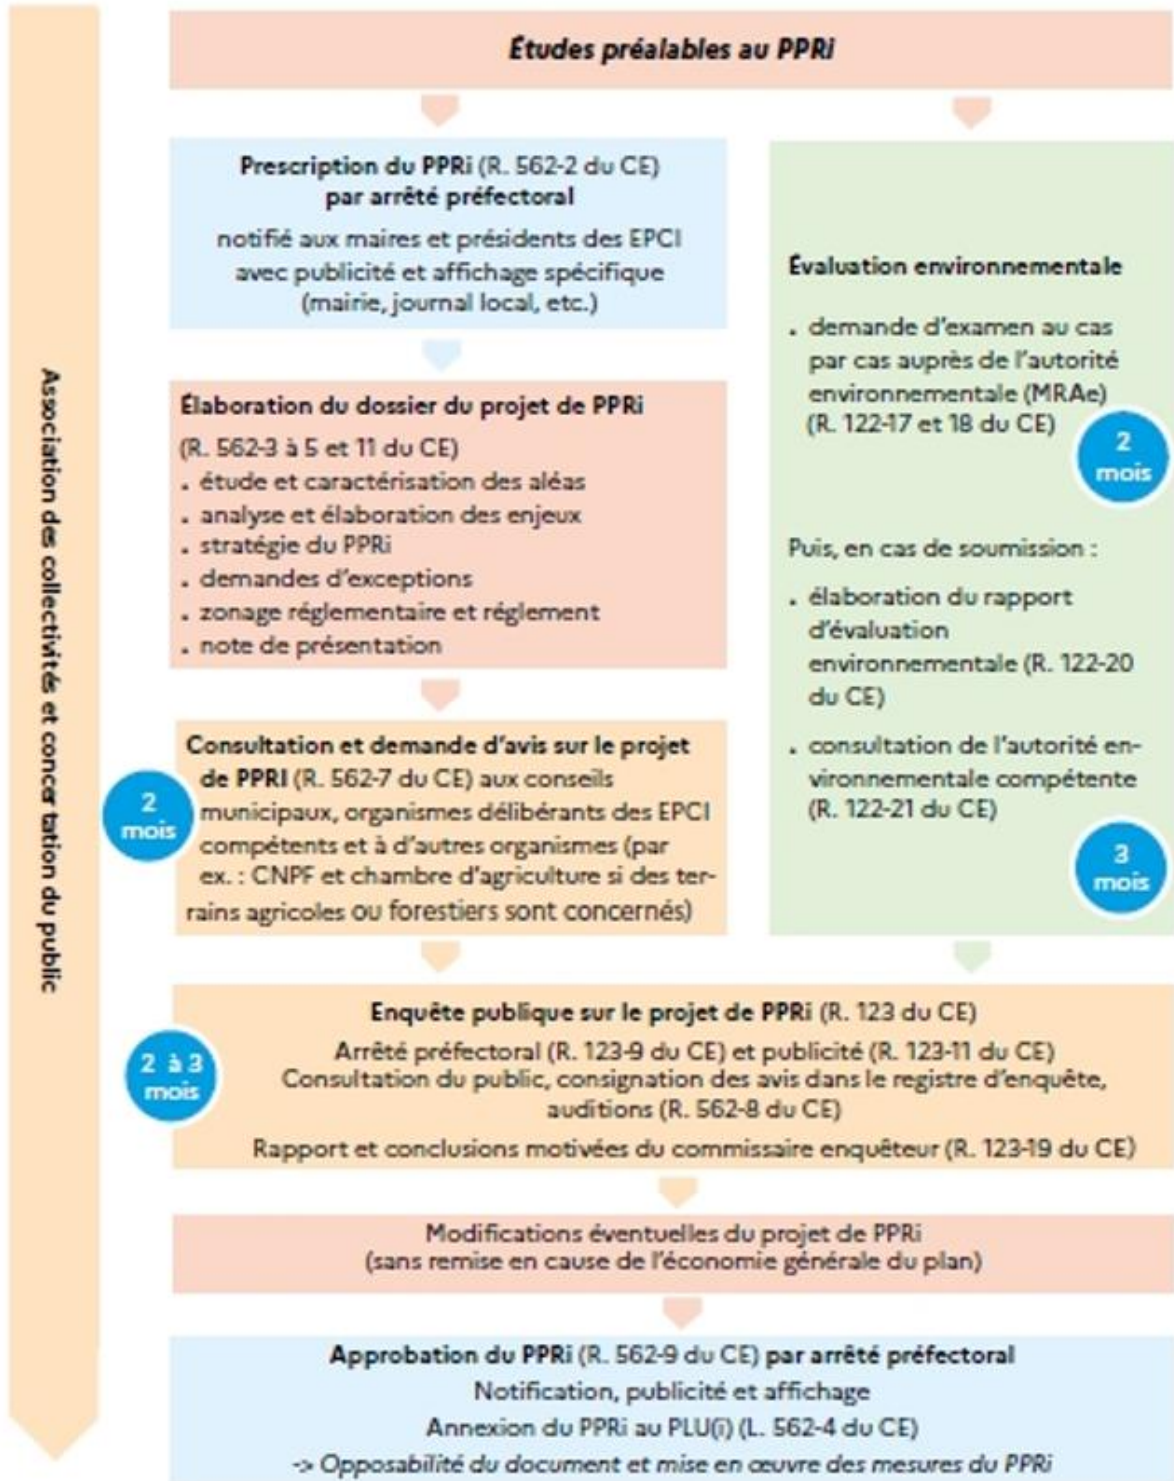 Études préalables au PPRi
Prescription du PPRi (R. 562-2 du CE)
par arrêté préfectoral
notifié aux maires et présidents des EPCI
avec publicité et affichage spécifique
(mairie, journal local, etc.)
Élaboration du dossier du projet de PPRi
(R. 562-3 à 5 et 11 du CE)
. étude et caractérisation des aléas
. analyse et élaboration des enjeux
. stratégie du PPRi
. demandes d'exceptions
. zonage réglementaire et réglement
. note de présentation
Consultation et demande d'avis sur le projet
de PPRI (R. 562-7 du CE) aux conseils
municipaux, organismes délibérants des EPCI
compétents et à d'autres organismes (par
ex. : CNPF et chambre d'agriculture si des ter-
rains agricoles ou forestiers sont concernés)
2
mois
Évaluation environnementale
. demande d'examen au cas
par cas auprès de l'autorité
environnementale (MRAe)
(R. 122-17 et 18 du CE)
2
mois
Puis, en cas de soumission :
. élaboration du rapport
d'évaluation
environnementale (R. 122-20
du CE)
. consultation de l'autorité en-
vironnementale compétente
(R. 122-21 du CE)
3
mois
Enquête publique sur le projet de PPRi (R. 123 du CE)
Arrêté préfectoral (R. 123-9 du CE) et publicité (R. 123-11 du CE)
Consultation du public, consignation des avis dans le registre d'enquête,
auditions (R. 562-8 du CE)
Rapport et conclusions motivées du commissaire enquêteur (R. 123-19 du CE)
2 à 3
mois
Modifications éventuelles du projet de PPRi
(sans remise en cause de l'économie générale du plan)
Approbation du PPRi (R. 562-9 du CE) par arrêté préfectoral
Notification, publicité et affichage
Annexion du PPRi au PLU(i) (L. 562-4 du CE)
-> Opposabilité du document et mise en œuvre des mesures du PPRi
Association des collectivités et concertation du public